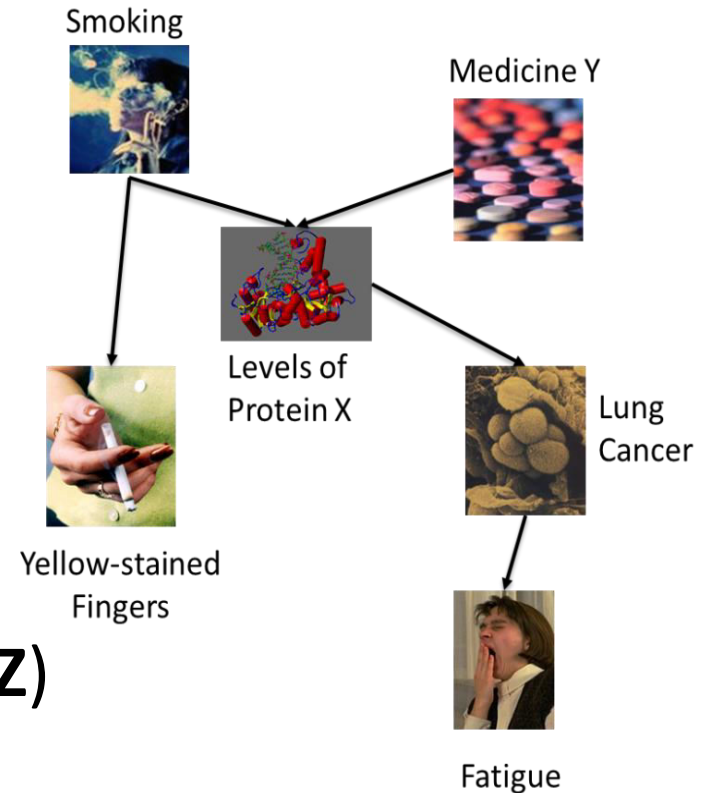 Smoking
Medicine Y
Levels of
Protein X
Lung
Cancer
Yellow-stained
Fingers
Z)
Fatigue